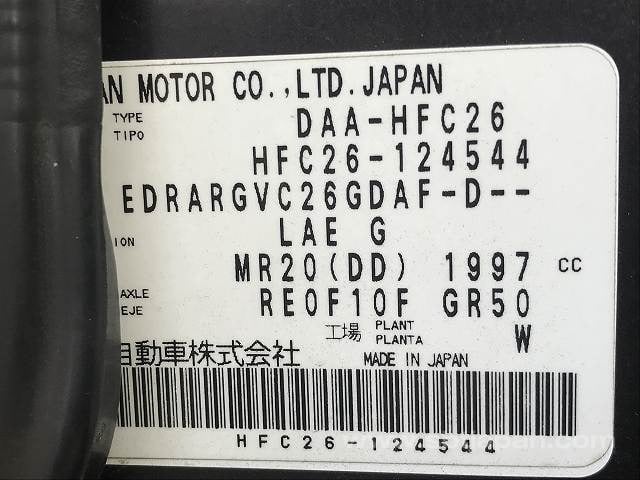 AN MOTOR CO.,LTD.JAPAN
TYPE
TIPO
DAA-HFC26
HFC26-124544
EDRARGVC26GDAF-D--
ION
LAE G
MR20(DD) 1997 CC
AXLE
EJE
RE0F10F GR50
工場 PLANT
PLANTA
W
自動車株式会社
MADE IN JAPAN
HFC26-124544